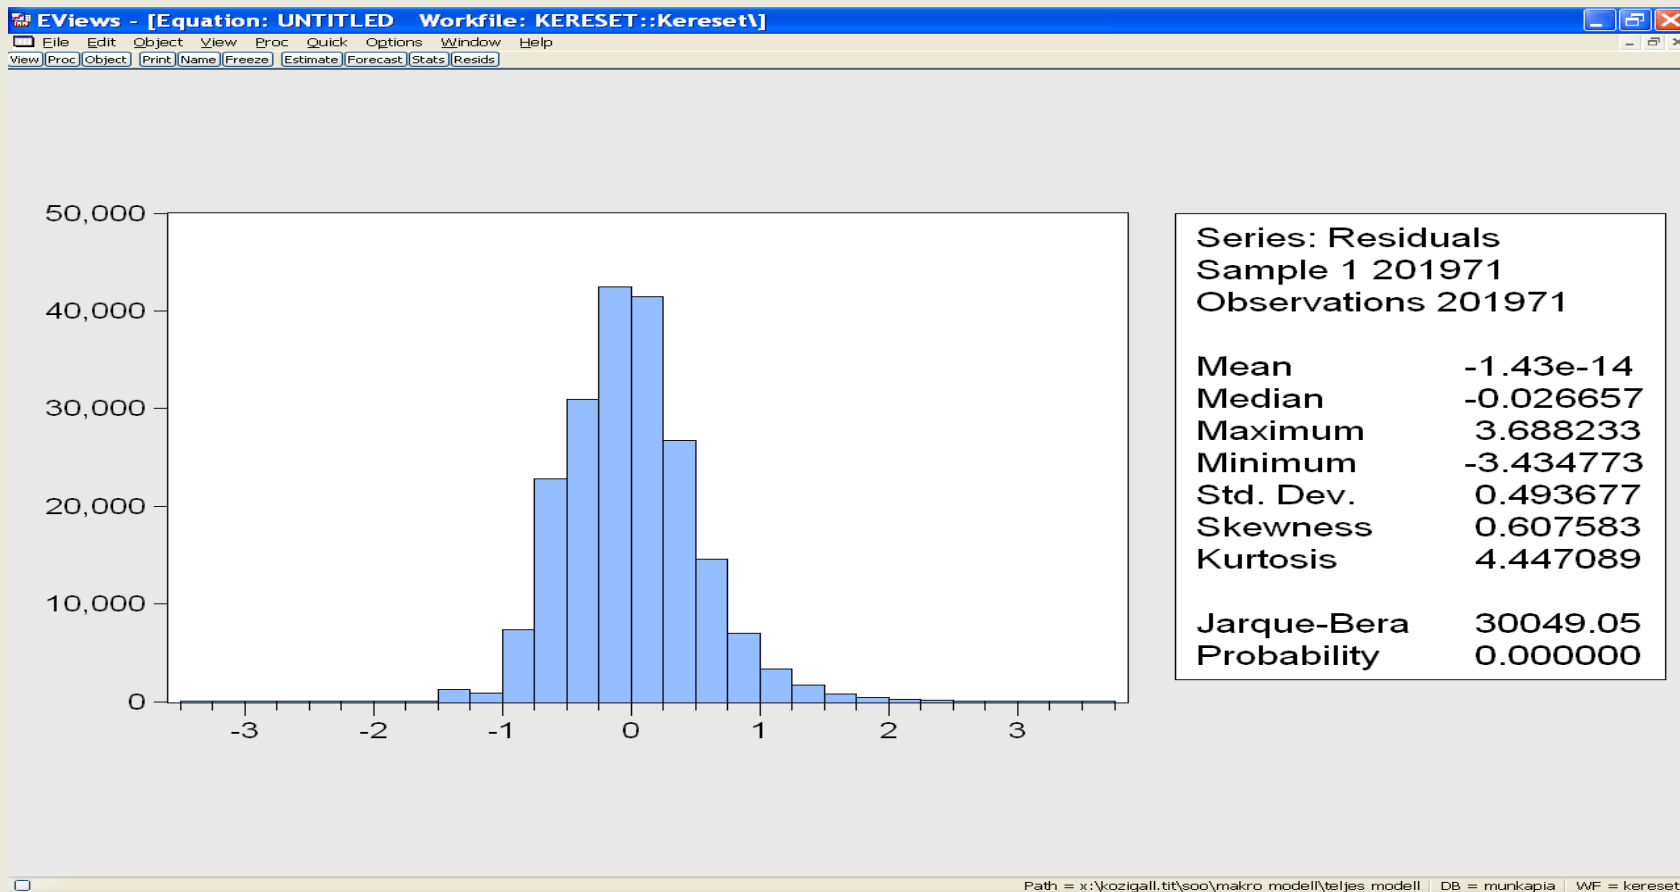 EViews - [Equation: UNTITLED   Workfile: KERESET::Kereset\]
File Edit Object View Proc Quick Options Window Help
View Proc Object Print Name Freeze Estimate Forecast Stats Resids
50,000
40,000
30,000
20,000
10,000
0
-3 -2 -1 0 1 2 3
Series: Residuals
Sample 1 201971
Observations 201971
Mean -1.43e-14
Median -0.026657
Maximum 3.688233
Minimum -3.434773
Std. Dev. 0.493677
Skewness 0.607583
Kurtosis 4.447089
Jarque-Bera 30049.05
Probability 0.000000
Path = x:\kozigall.tit\soo\makro modell\teljes modell DB = munkapia WF = kereset